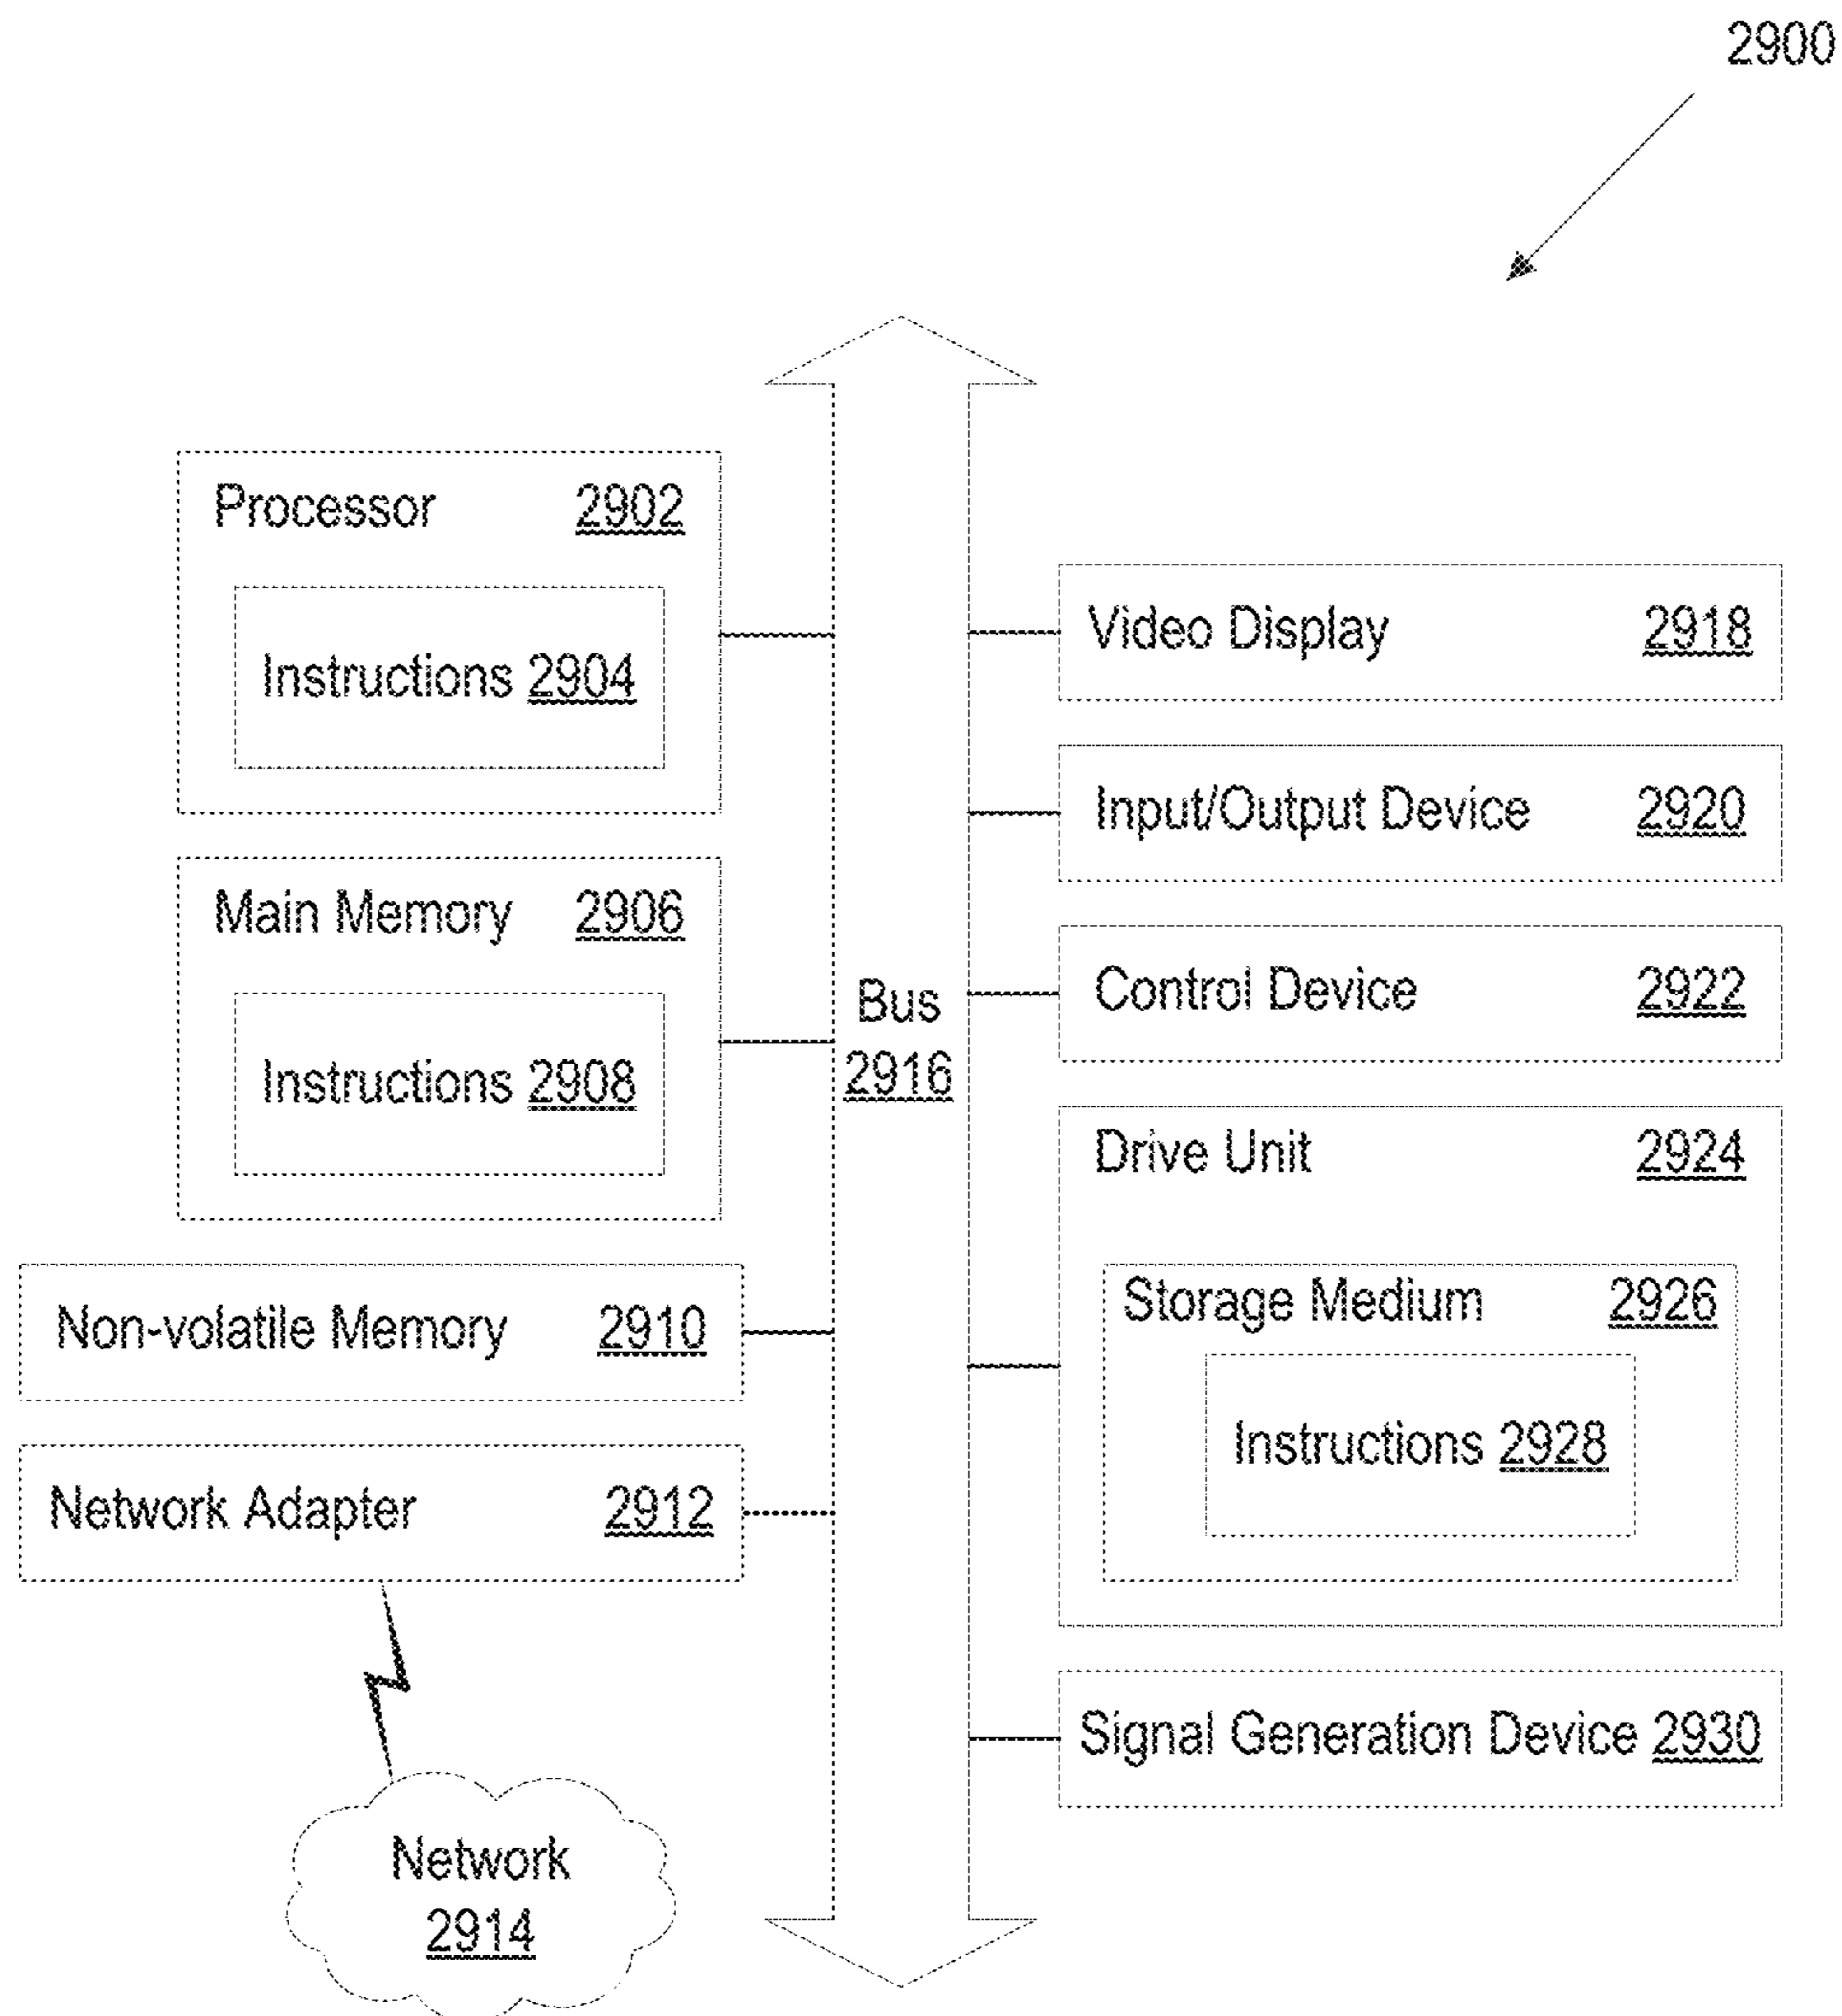 2900
Processor 2902
Instructions 2904
Main Memory 2906
Instructions 2908
Non-volatile Memory 2910
Network Adapter 2912
Network
2914
Bus
2916
Video Display 2918
Input/Output Device 2920
Control Device 2922
Drive Unit 2924
Storage Medium 2926
Instructions 2928
Signal Generation Device 2930